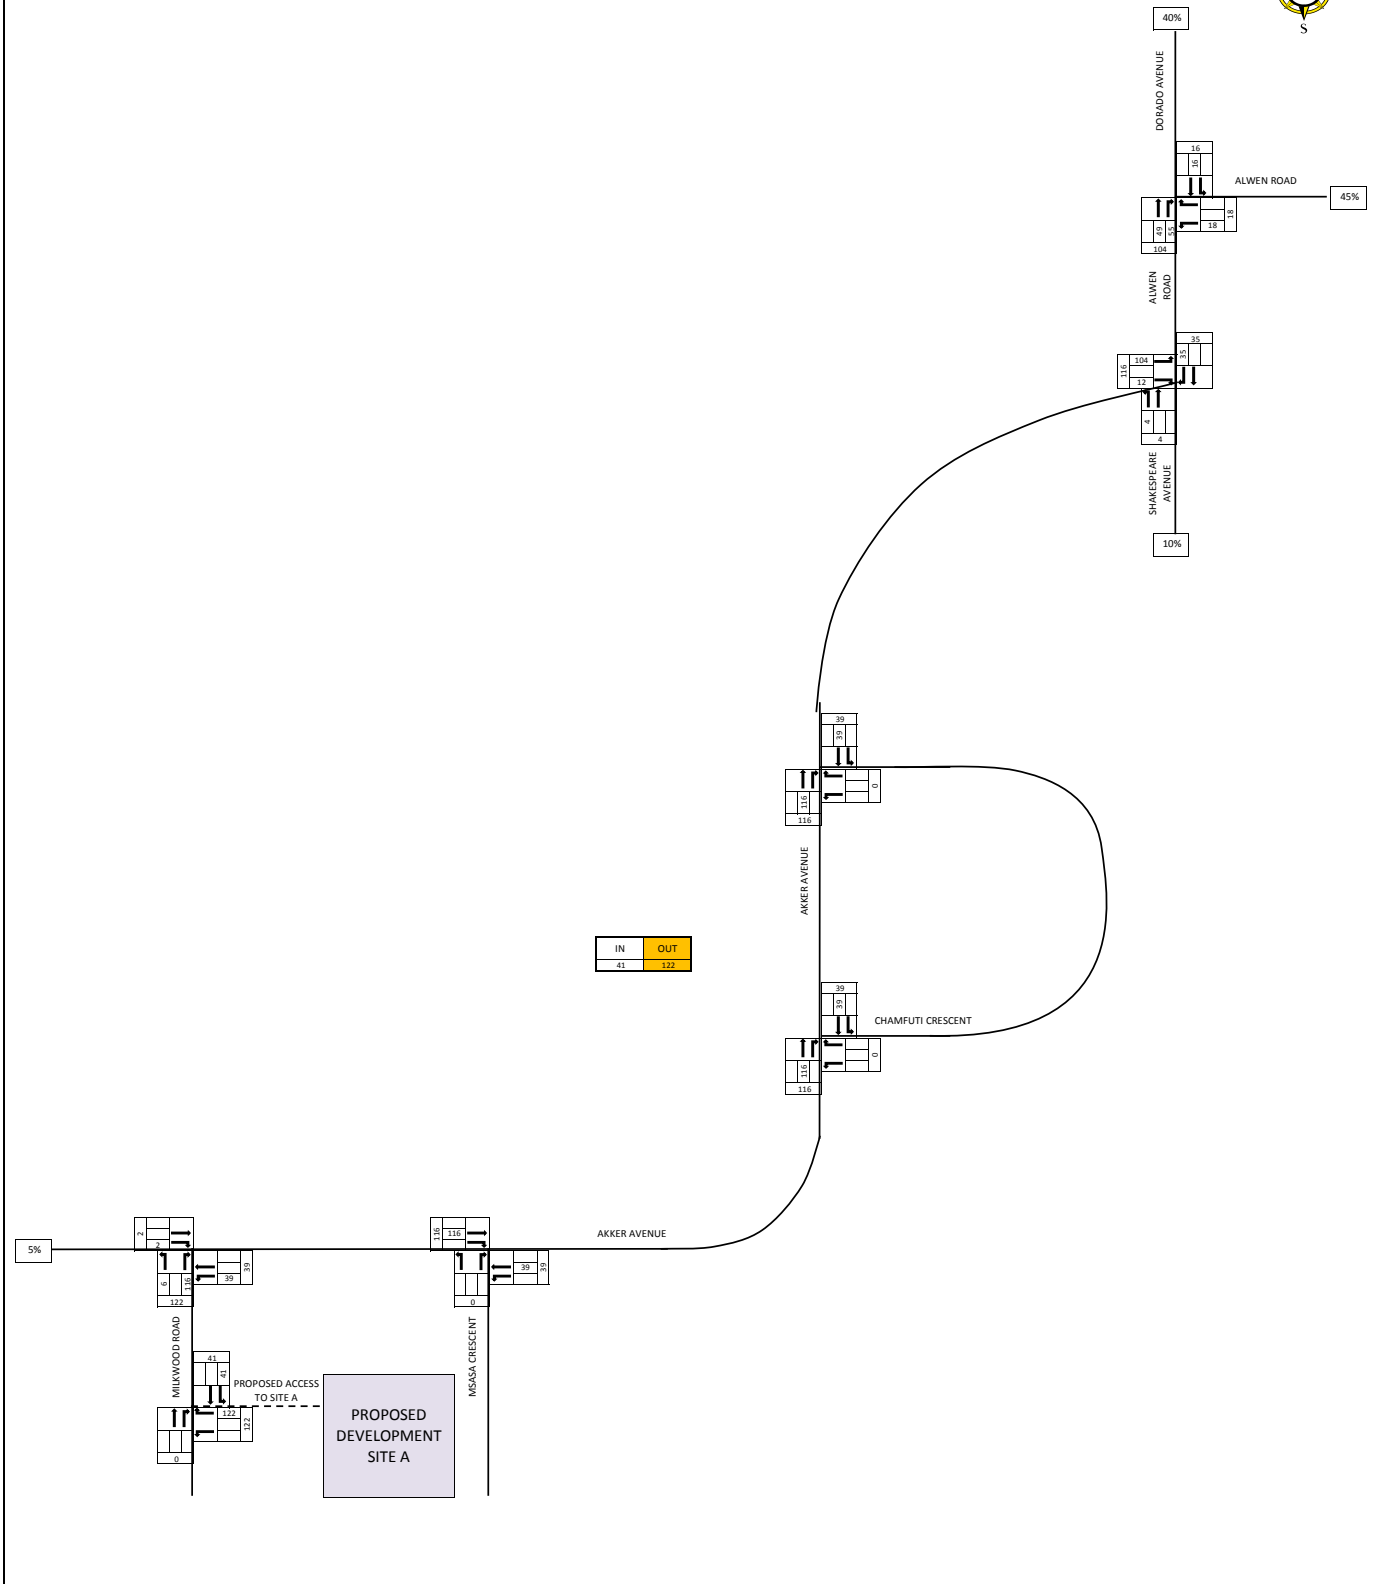 S
40%
DORADO AVENUE
16
16
ALWEN ROAD
45%
18
18
49
55
104
ALWEN
ROAD
35
35
104
116
12
4
4
SHAKESPEARE
AVENUE
10%
39
39
116
0
116
AKKER AVENUE
IN
OUT
41
122
39
39
CHAMFUTI CRESCENT
116
0
116
2
2
5%
39
39
6
116
122
116
116
AKKER AVENUE
39
39
0
MILKWOOD ROAD
MSASA CRESCENT
41
41
PROPOSED ACCESS
TO SITE A
122
122
0
PROPOSED
DEVELOPMENT
SITE A